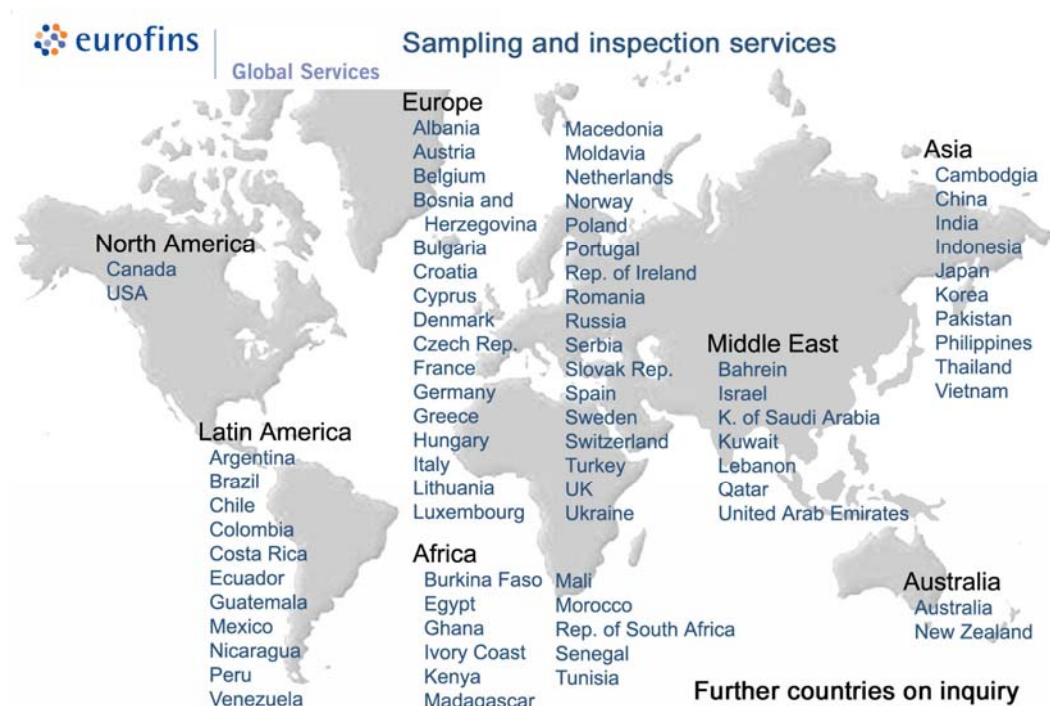 eurofins
Global Services
Sampling and inspection services
North America
Canada
USA
Latin America
Argentina
Brazil
Chile
Colombia
Costa Rica
Ecuador
Guatemala
Mexico
Nicaragua
Peru
Venezuela
Europe
Albania
Austria
Belgium
Bosnia and
Herzegovina
Bulgaria
Croatia
Cyprus
Denmark
Czech Rep.
France
Germany
Greece
Hungary
Italy
Lithuania
Luxembourg
Macedonia
Moldavia
Netherlands
Norway
Poland
Portugal
Rep. of Ireland
Romania
Russia
Serbia
Slovak Rep.
Spain
Sweden
Switzerland
Turkey
UK
Ukraine
Africa
Burkina Faso
Egypt
Ghana
Ivory Coast
Kenya
Madagascar
Mali
Morocco
Rep. of South Africa
Senegal
Tunisia
Middle East
Bahrein
Israel
K. of Saudi Arabia
Kuwait
Lebanon
Qatar
United Arab Emirates
Asia
Cambodgia
China
India
Indonesia
Japan
Korea
Pakistan
Philippines
Thailand
Vietnam
Australia
Australia
New Zealand
Further countries on inquiry